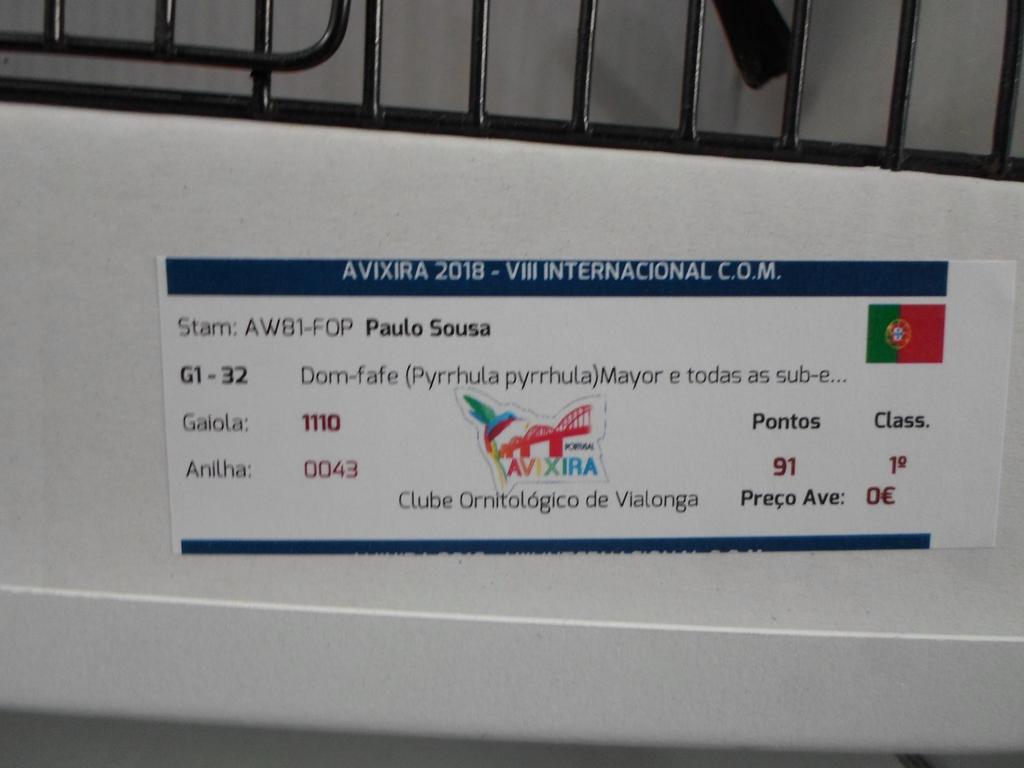 AVIXIRA 2018 - VIII INTERNACIONAL C.O.M.
Stam: AW81-FOP Paulo Sousa
G1 - 32 Dom-fafe (Pyrrhula pyrrhula)Mayor e todas as sub-e...
Gaiola: 1110
Pontos Class.
PORTUGAL
AVIXIRA
Anilha: 0043
91 1º
Clube Ornitológico de Vialonga
Preço Ave: 0€